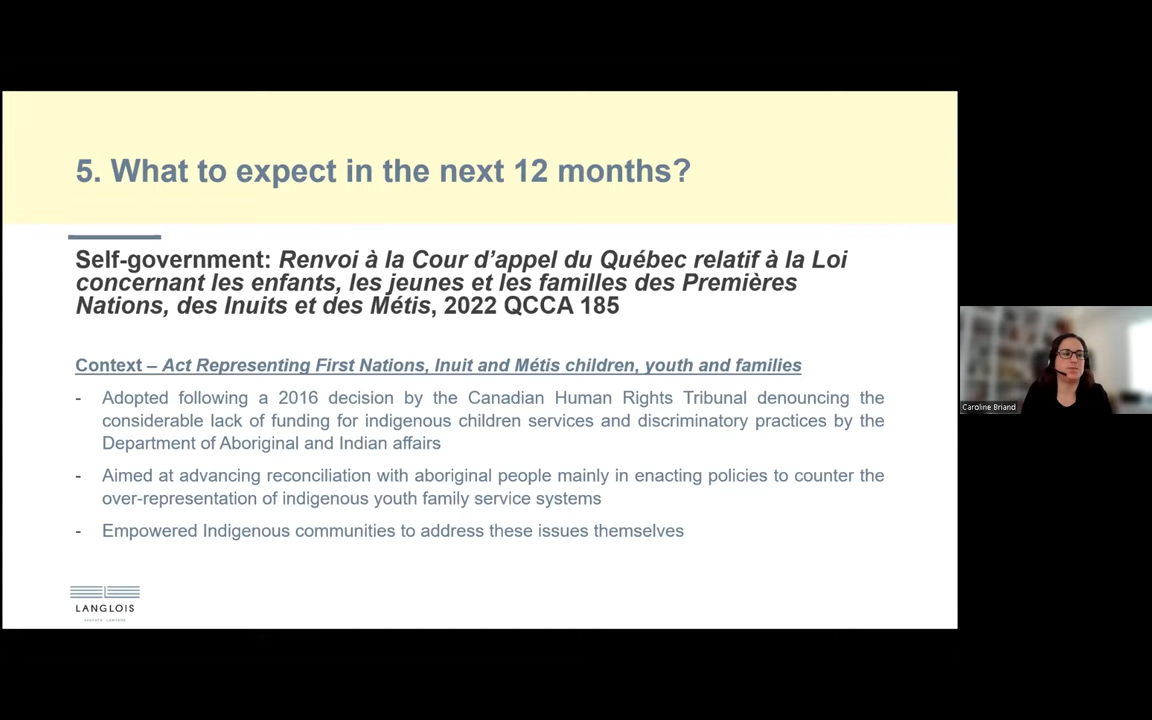 5. What to expect in the next 12 months?
Self-government: Renvoi à la Cour d’appel du Québec relatif à la Loi
concernant les enfants, les jeunes et les familles des Premières
Nations, des Inuits et des Métis, 2022 QCCA 185
Context – Act Representing First Nations, Inuit and Métis children, youth and families
- Adopted following a 2016 decision by the Canadian Human Rights Tribunal denouncing the
considerable lack of funding for indigenous children services and discriminatory practices by the
Department of Aboriginal and Indian affairs
- Aimed at advancing reconciliation with aboriginal people mainly in enacting policies to counter the
over-representation of indigenous youth family service systems
- Empowered Indigenous communities to address these issues themselves
LANGLOIS
Caroline Briand